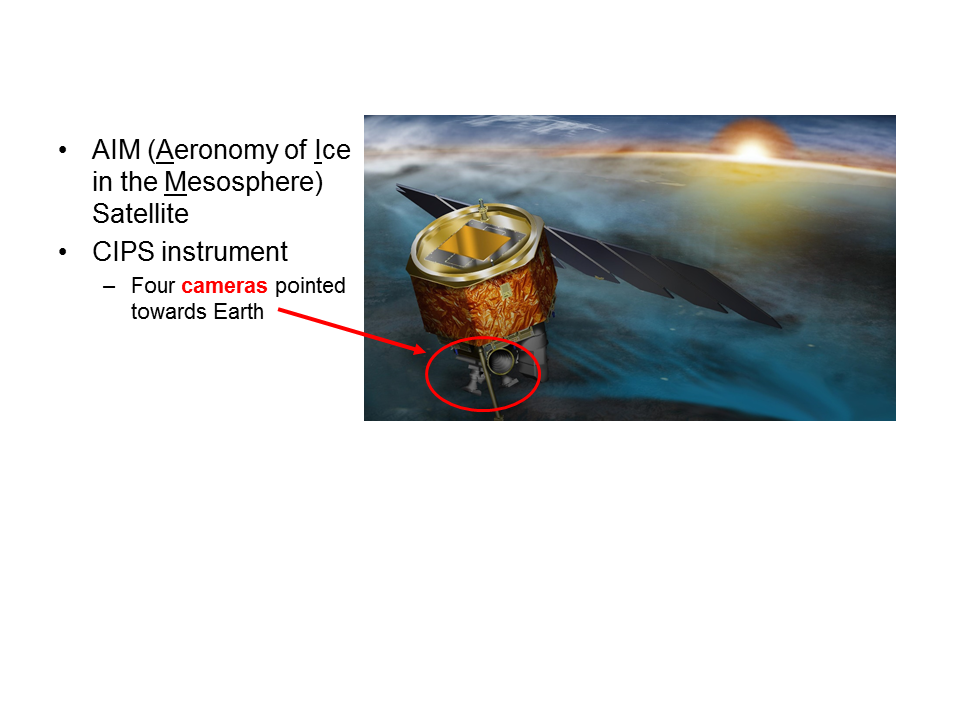 • AIM (Aeronomy of Ice
in the Mesosphere)
Satellite
• CIPS instrument
– Four cameras pointed
towards Earth